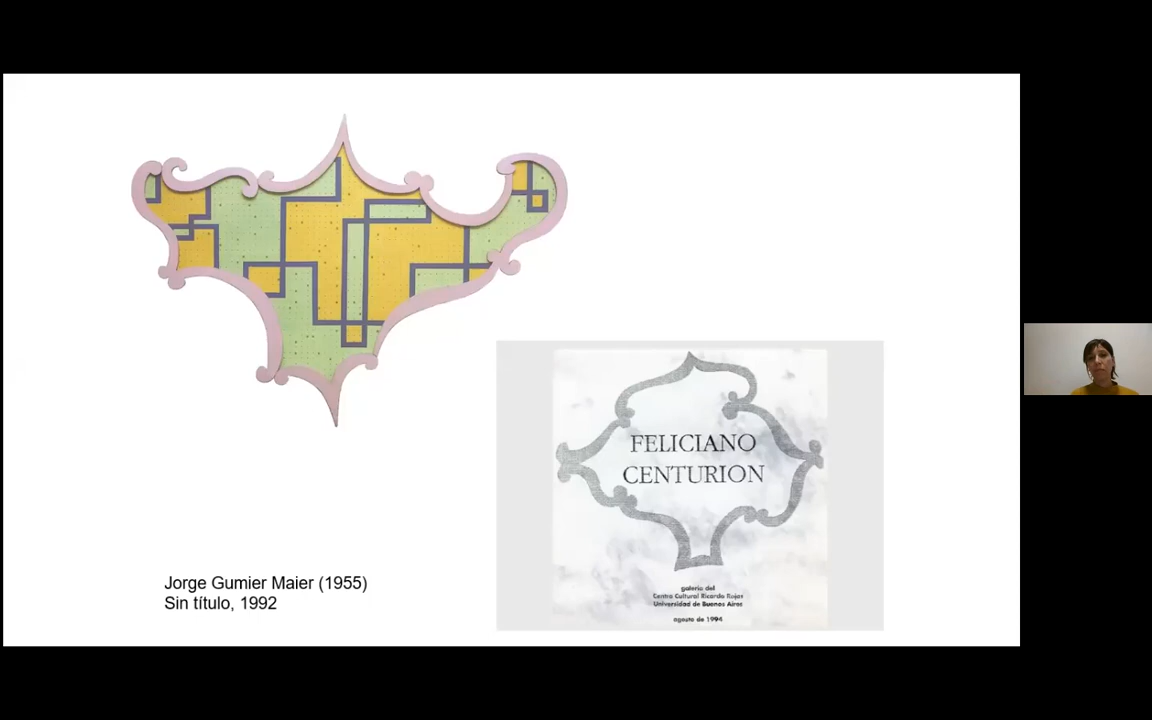 FELICIANO
CENTURION
galería del
Centro Cultural Ricardo Rojas
Universidad de Buenos Aires
agosto de 1994
Jorge Gumier Maier (1955)
Sin título, 1992